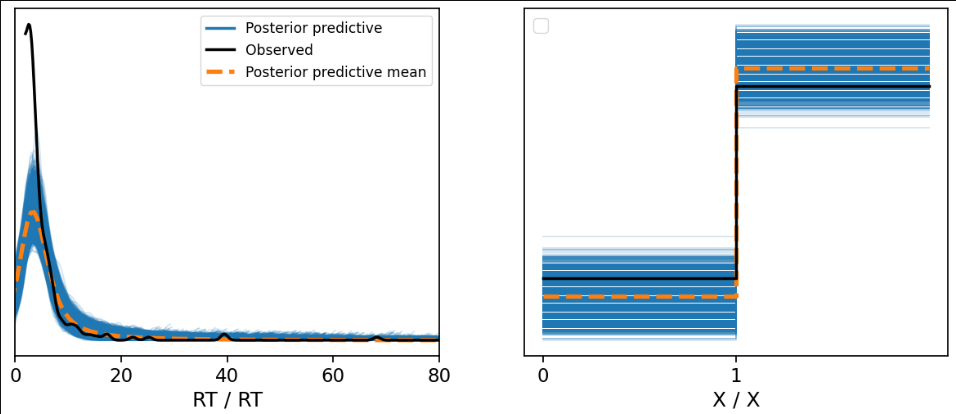 Posterior predictive
Observed
Posterior predictive mean
0 20 40 60 80
RT / RT
0 1
X / X